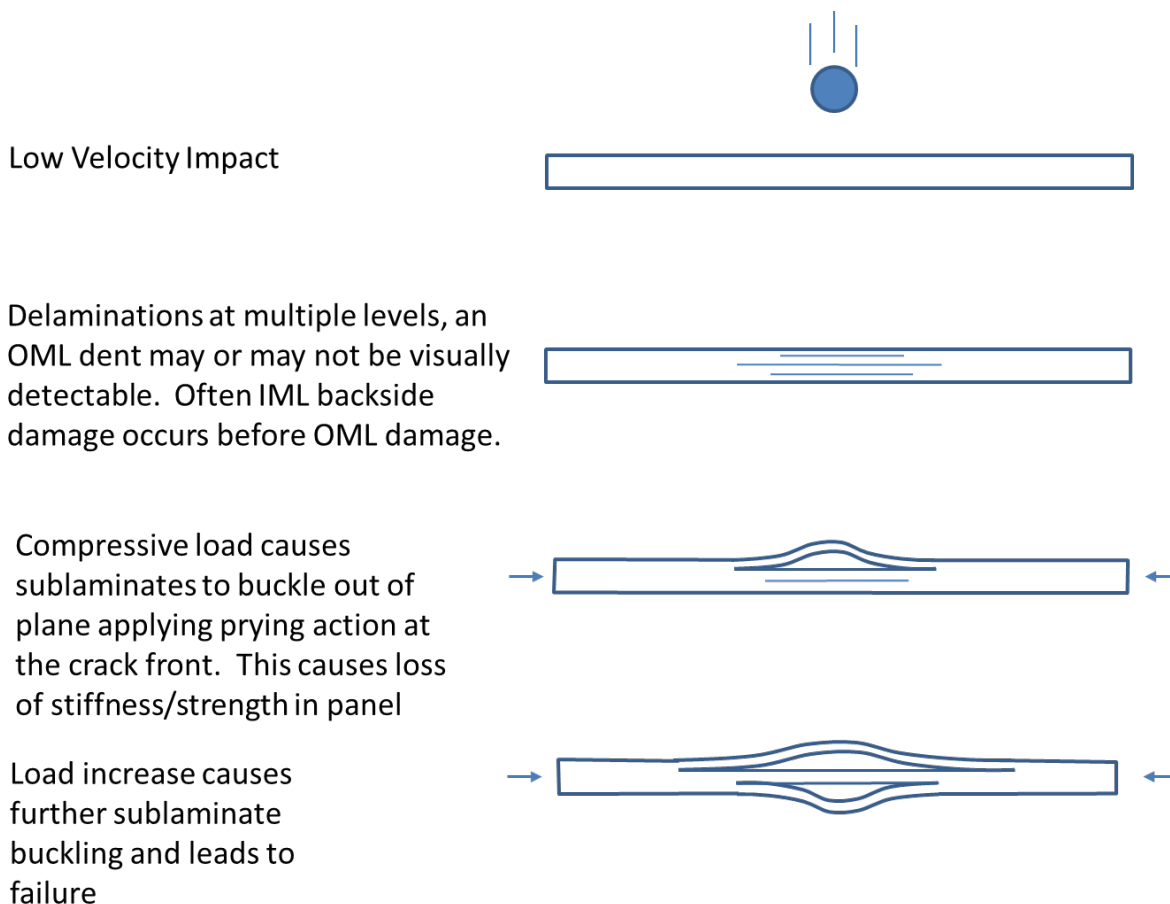 Low Velocity Impact
Delaminations at multiple levels, an
OML dent may or may not be visually
detectable.  Often IML backside
damage occurs before OML damage.
Compressive load causes
sublaminates to buckle out of
plane applying prying action at
the crack front.  This causes loss
of stiffness/strength in panel
Load increase causes
further sublaminate
buckling and leads to
failure